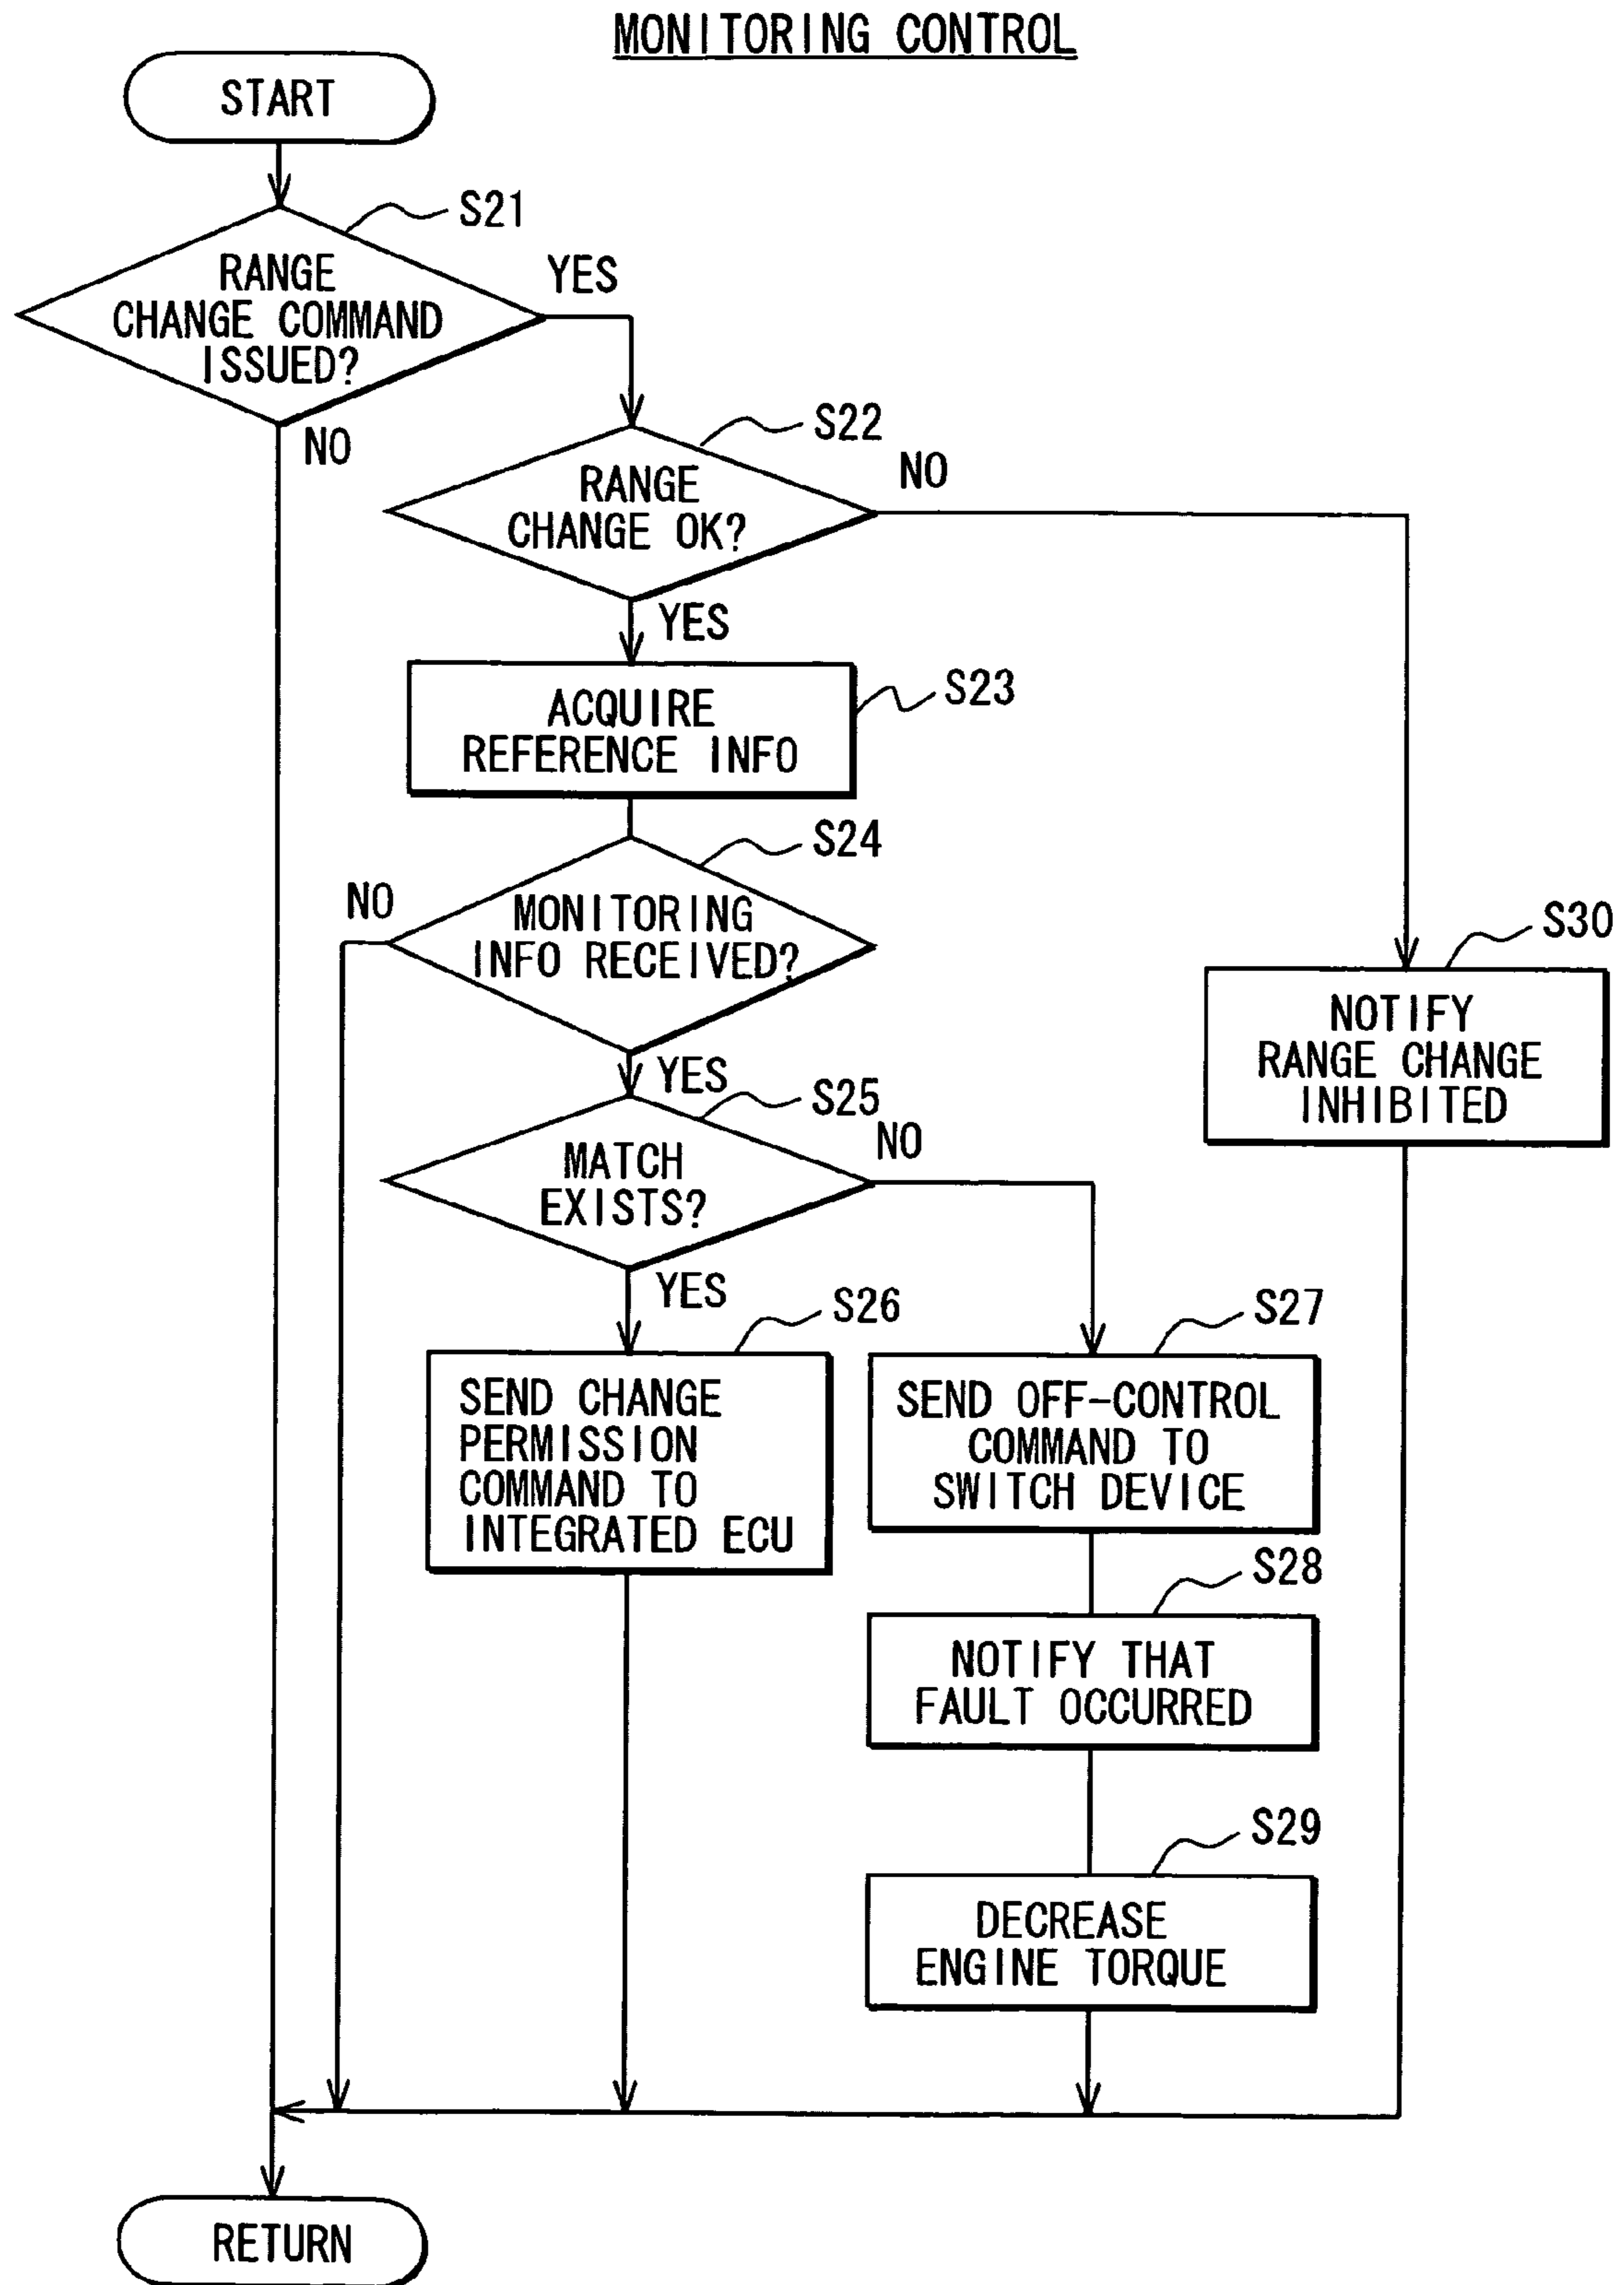 MONITORING CONTROL
START
S21
RANGE
CHANGE COMMAND
ISSUED?
YES
NO
S22
RANGE
CHANGE OK?
NO
YES
ACQUIRE
REFERENCE INFO
S23
S24
NO
MONITORING
INFO RECEIVED?
S30
NOTIFY
RANGE CHANGE
INHIBITED
YES
S25
MATCH
EXISTS?
NO
YES
S26
SEND CHANGE
PERMISSION
COMMAND TO
INTEGRATED ECU
S27
SEND OFF-CONTROL
COMMAND TO
SWITCH DEVICE
S28
NOTIFY THAT
FAULT OCCURRED
S29
DECREASE
ENGINE TORQUE
RETURN